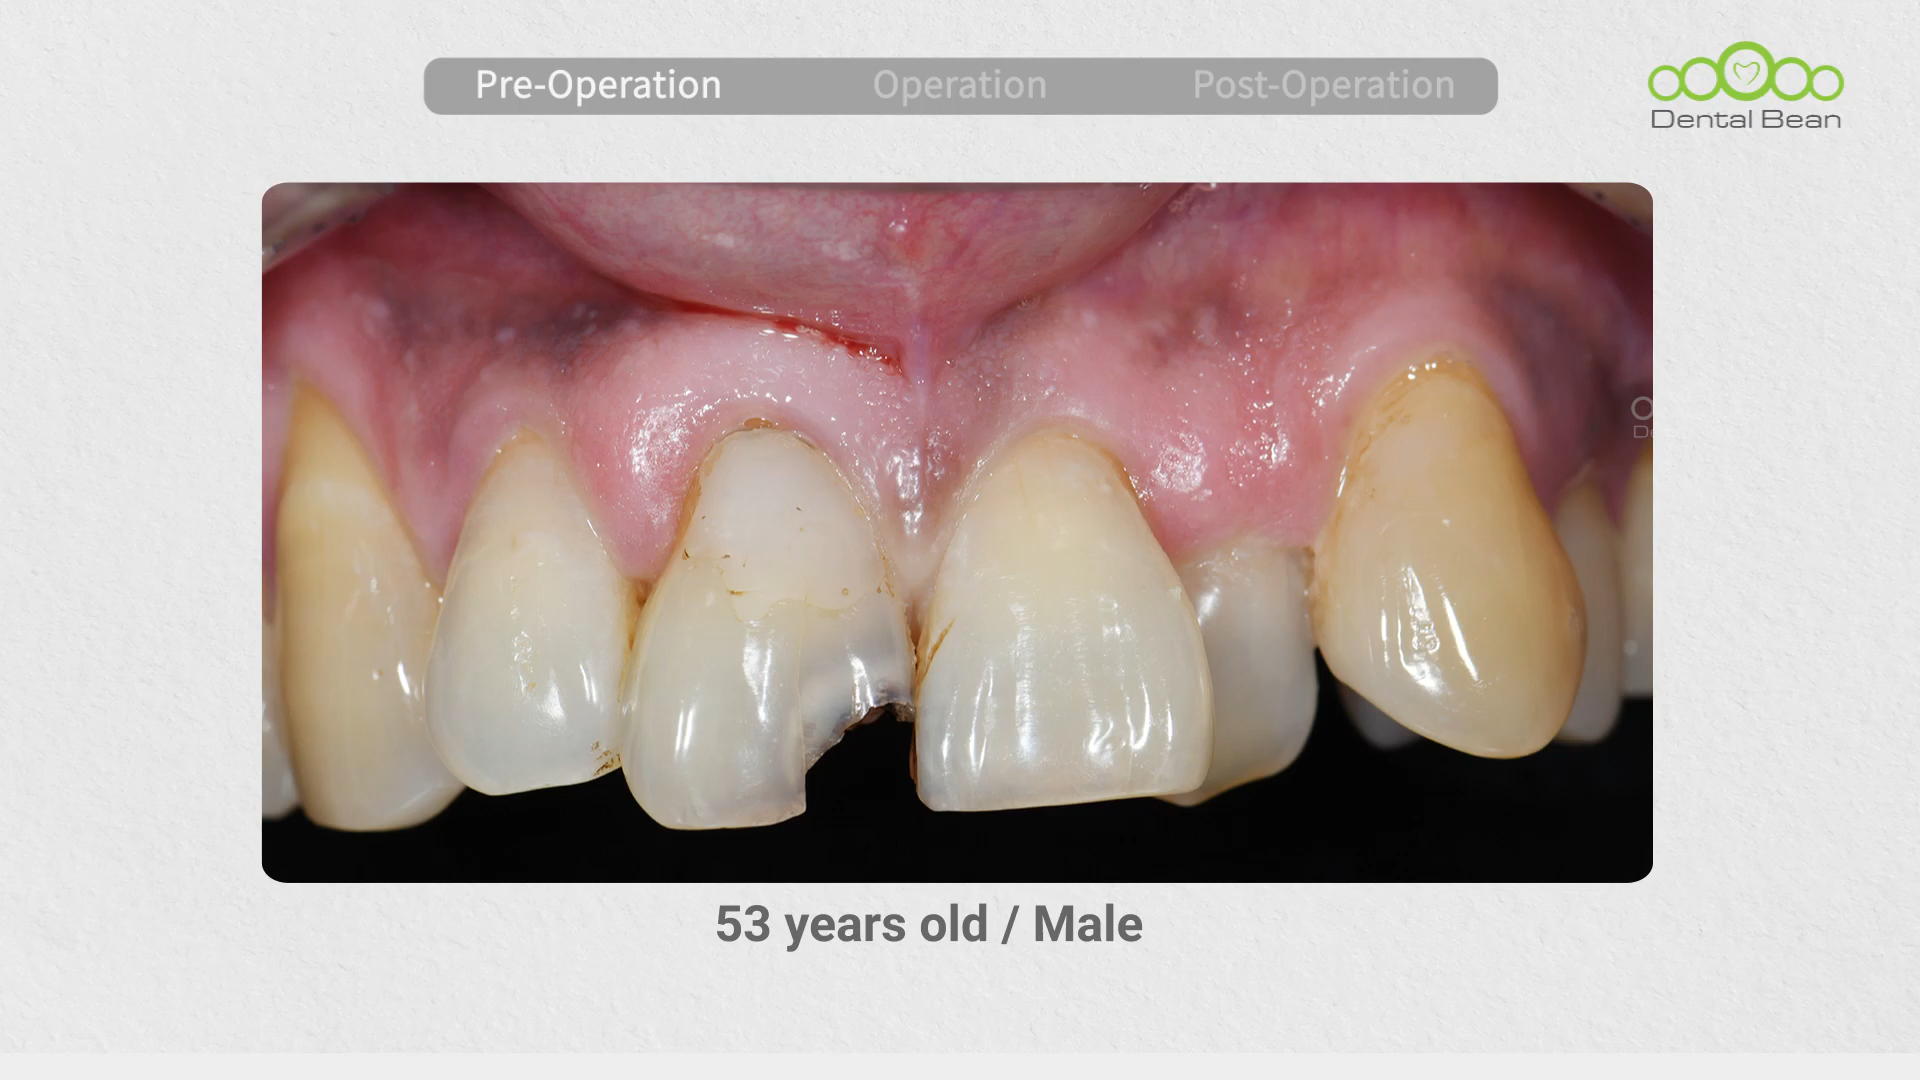 Pre-Operation Operation Post-Operation
Dental Bean
53 years old / Male